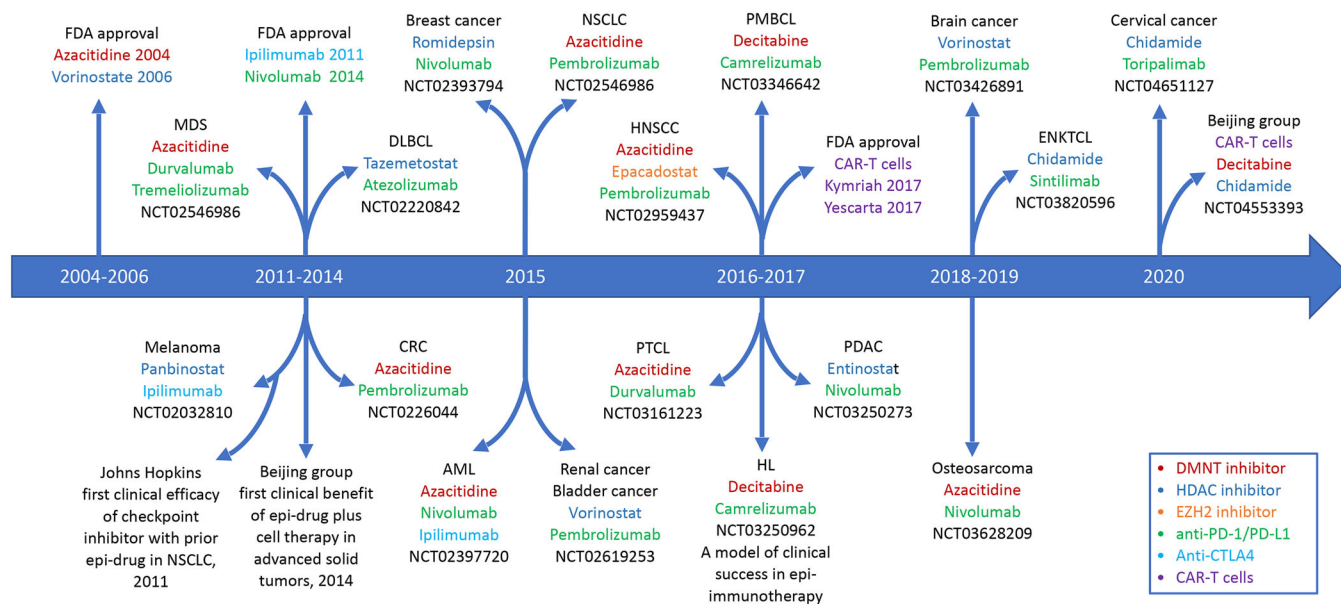 FDA approval
Azacitidine 2004
Vorinostate 2006
FDA approval
Ipilimumab 2011
Nivolumab 2014
Breast cancer
Romidepsin
Nivolumab
NCT02393794
NSCLC
Azacitidine
Pembrolizumab
NCT02546986
PMBCL
Decitabine
Camrelizumab
NCT03346642
Brain cancer
Vorinostat
Pembrolizumab
NCT03426891
Cervical cancer
Chidamide
Toripalimab
NCT04651127
MDS
Azacitidine
Durvalumab
Tremeliolizumab
NCT02546986
DLBCL
Tazemetostat
Atezolizumab
NCT02220842
HNSCC
Azacitidine
Epacadostat
Pembrolizumab
NCT02959437
FDA approval
CAR-T cells
Kymriah 2017
Yescarta 2017
ENKTCL
Chidamide
Sintilimab
NCT03820596
Beijing group
CAR-T cells
Decitabine
Chidamide
NCT04553393
2004-2006
2011-2014
2015
2016-2017
2018-2019
2020
Melanoma
Panbinostat
Ipilimumab
NCT02032810
CRC
Azacitidine
Pembrolizumab
NCT0226044
PTCL
Azacitidine
Durvalumab
NCT03161223
PDAC
Entinostat
Nivolumab
NCT03250273
Johns Hopkins
first clinical efficacy
of checkpoint
inhibitor with prior
epi-drug in NSCLC,
2011
Beijing group
first clinical benefit
of epi-drug plus
cell therapy in
advanced solid
tumors, 2014
AML
Azacitidine
Nivolumab
Ipilimumab
NCT02397720
Renal cancer
Bladder cancer
Vorinostat
Pembrolizumab
NCT02619253
HL
Decitabine
Camrelizumab
NCT03250962
A model of clinical
success in epi-
immunotherapy
Osteosarcoma
Azacitidine
Nivolumab
NCT03628209
• DMNT inhibitor
• HDAC inhibitor
• EZH2 inhibitor
• anti-PD-1/PD-L1
• Anti-CTLA4
• CAR-T cells